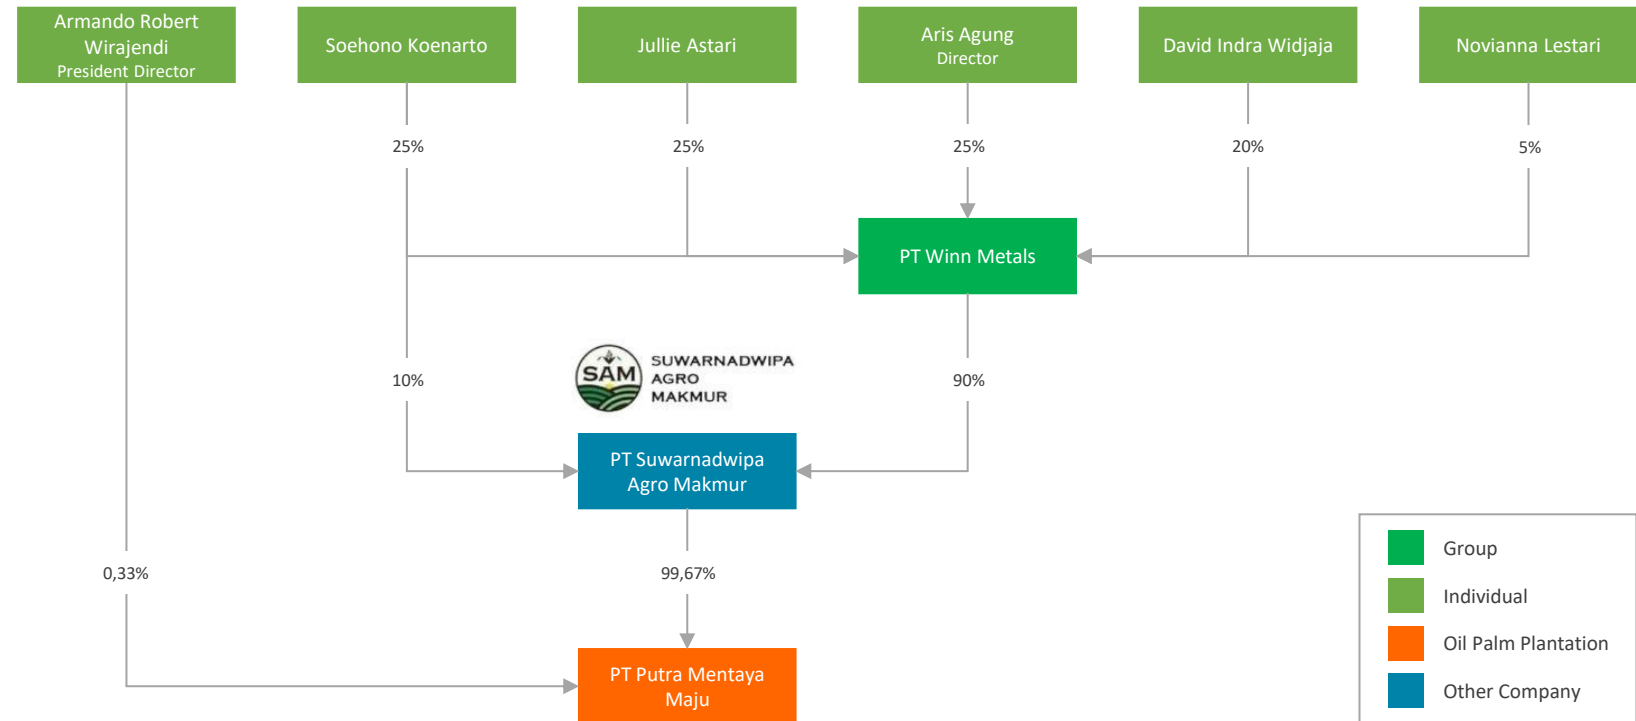 Armando Robert
Wirajendi
President Director
Soehono Koenarto
Jullie Astari
Aris Agung
Director
David Indra Widjaja
Novianna Lestari
25%
25%
25%
20%
5%
PT Winn Metals
SAM
SUWARNADWIPA
AGRO
MAKMUR
10%
90%
PT Suwarnadwipa
Agro Makmur
0,33%
99,67%
PT Putra Mentaya
Maju
Group
Individual
Oil Palm Plantation
Other Company